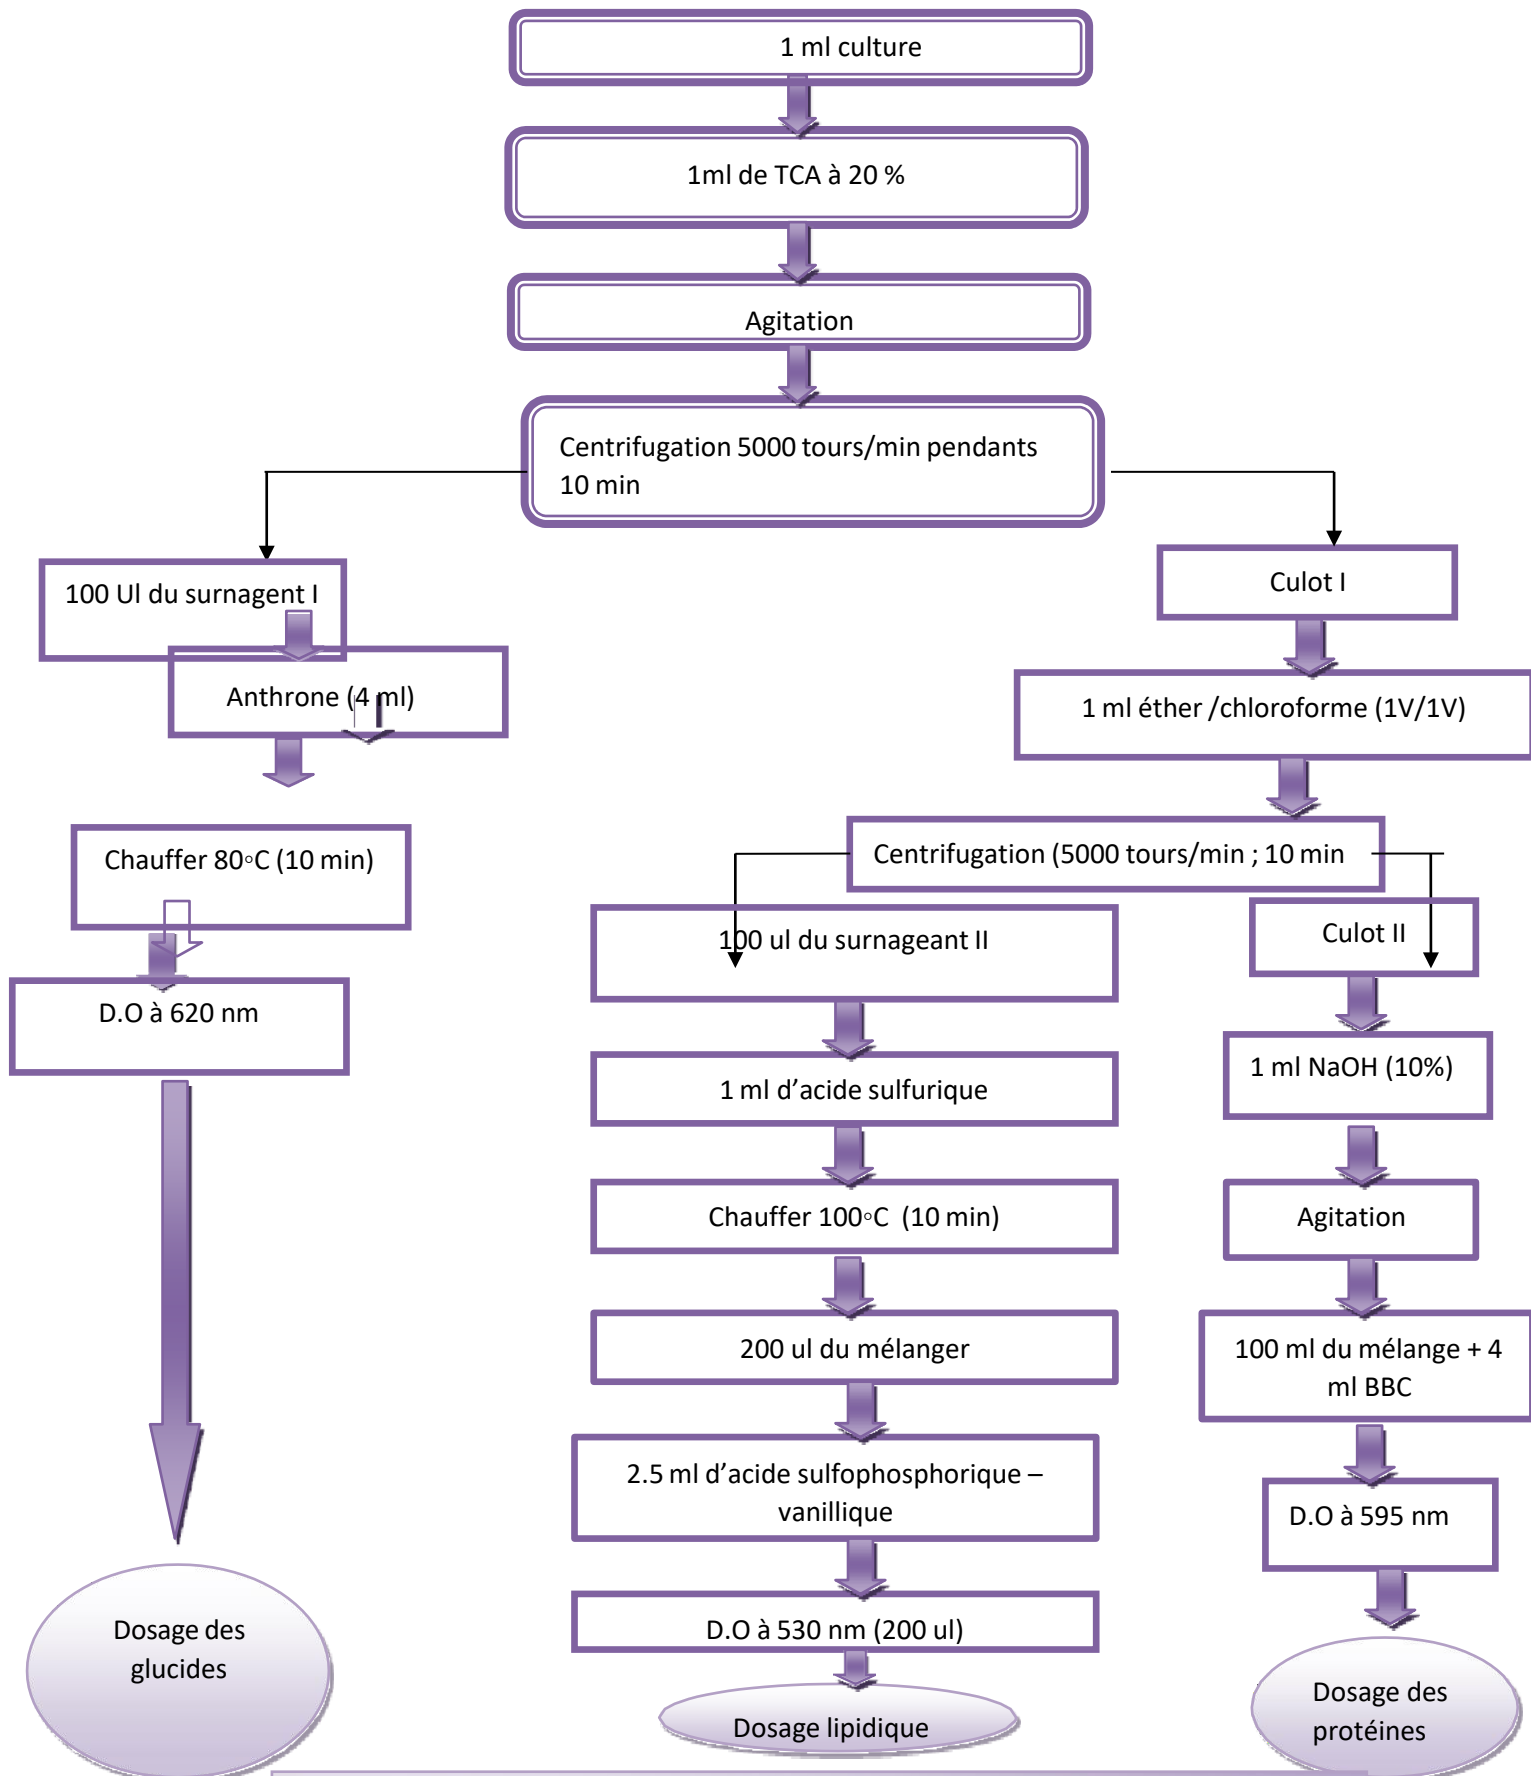 1 ml culture
1ml de TCA à 20 %
Agitation
Centrifugation 5000 tours/min pendants
10 min
100 Ul du surnagent I
Anthrone (4 ml)
Chauffer 80◦C (10 min)
D.O à 620 nm
Dosage des
glucides
Culot I
1 ml éther /chloroforme (1V/1V)
Centrifugation (5000 tours/min ; 10 min
100 ul du surnageant II
1 ml d’acide sulfurique
Chauffer 100◦C (10 min)
200 ul du mélanger
2.5 ml d’acide sulfophosphorique –
vanillique
D.O à 530 nm (200 ul)
Dosage lipidique
Culot II
1 ml NaOH (10%)
Agitation
100 ml du mélange + 4
ml BBC
D.O à 595 nm
Dosage des
protéines